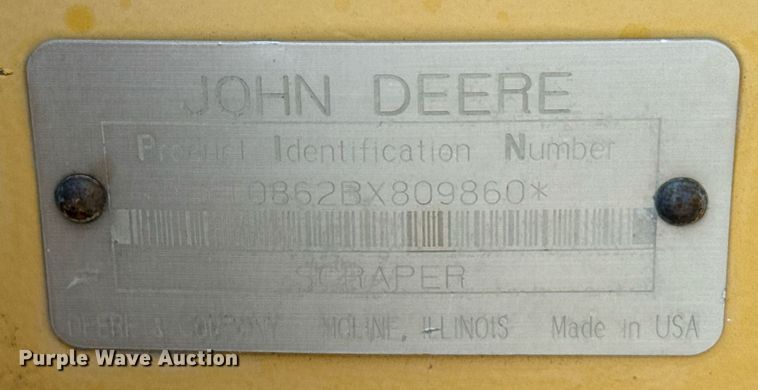 JOHN DEERE
Product Identification Number
T0862BX809860*
SCRAPER
DEERE & COMPANY MOLINE, ILLINOIS Made in USA
Purple Wave Auction